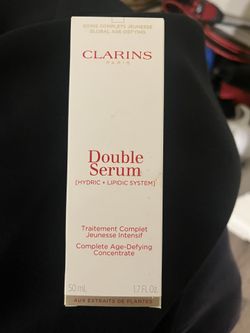 SOINS COMPLETS JEUNESSE
GLOBAL AGE-DEFYING
CLARINS
PARIS
Double
Serum
[HYDRIC + LIPIDIC SYSTEM]
Traitement Complet
Jeunesse Intensif
Complete Age-Defying
Concentrate
50 mL 1.7 Fl Oz
AUX EXTRAITS DE PLANTES